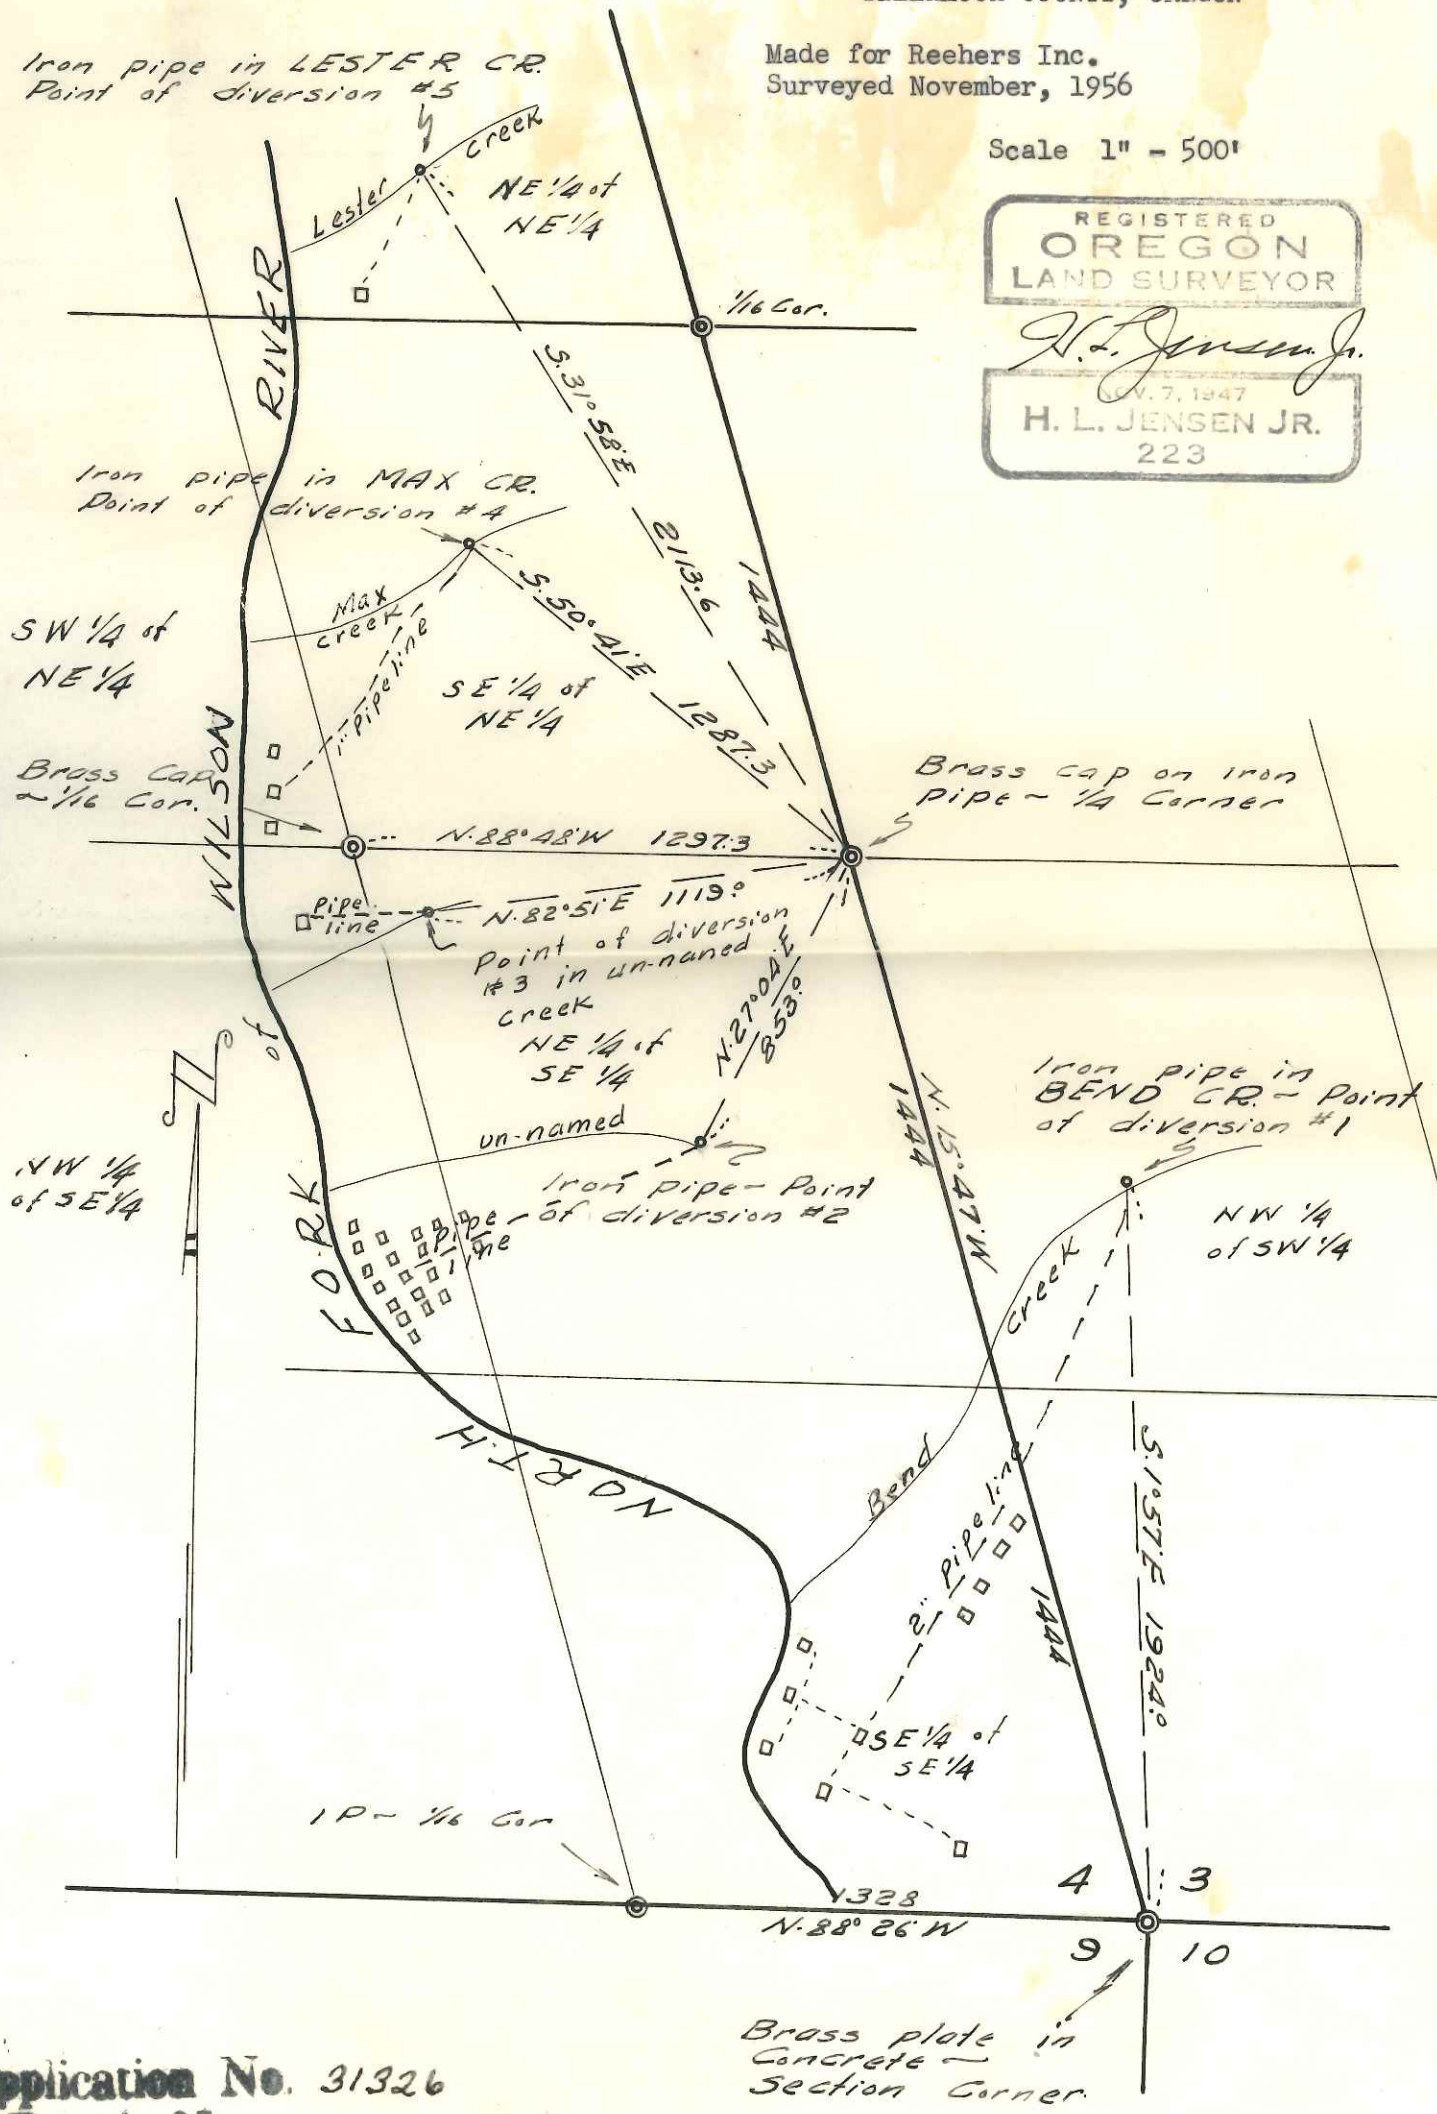 Made for Reehers Inc.
Surveyed November, 1956
Scale 1" - 500'
REGISTERED
OREGON
LAND SURVEYOR
H. L. Jensen Jr.
NOV. 7, 1947
H. L. JENSEN JR.
223
Iron pipe in LESTER CR.
Point of diversion #5
Lester creek
NE 1/4 of
NE 1/4
1/16 Cor.
RIVER
S.31°58'E 2113.6
1444
Iron pipe in MAX CR.
Point of diversion #4
Max
creek
1" pipe line
S.50°41'E 1287.3
SW 1/4 of
NE 1/4
SE 1/4 of
NE 1/4
WILSON
Brass Cap
~ 1/16 Cor.
Brass cap on iron
pipe ~ 1/4 Corner
N.88°48'W 1297.3
pipe
line
N.82°51'E 1119.0
Point of diversion
#3 in un-named
creek
NE 1/4 of
SE 1/4
N.27°04'E
853.0
of
Iron pipe in
BEND CR. - Point
of diversion #1
N.15°47'W
1444
un-named
NW 1/4
of SE 1/4
Iron pipe - Point
of diversion #2
pipe
line
FORK
NW 1/4
of SW 1/4
Bend Creek
NORTH
2" pipe line
S.1°57'E 1924.0
1444
SE 1/4 of
SE 1/4
IP ~ 1/16 Cor
1328
N.88°26'W
4 3
9 10
Brass plate in
Concrete ~
Section Corner.
pplication No. 31326